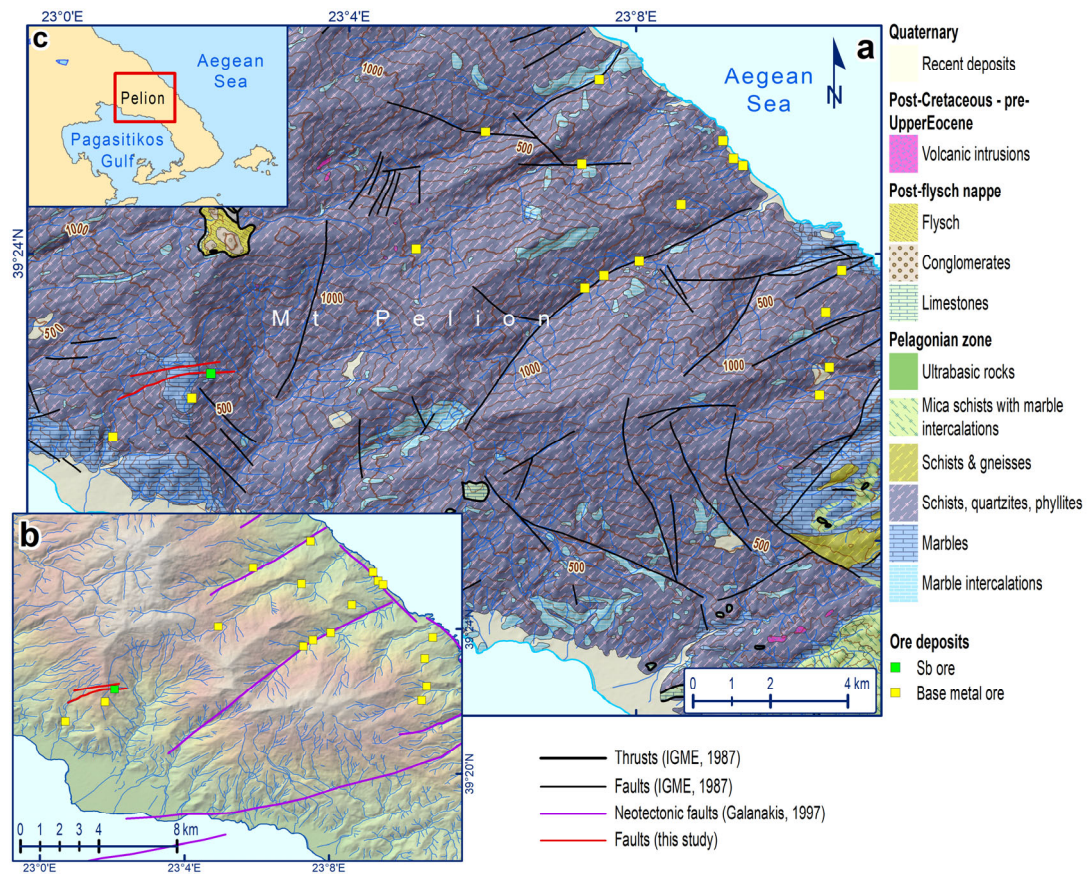 23°0'E
23°4'E
23°8'E
c
Aegean
Sea
Pelion
Pagasitikos
Gulf
a
N
Aegean
Sea
1000
500
1000
39°24'N
1000
500
Mt Pelion
500
1000
1000
500
500
500
0 1 2 4 km
b
39°24'N
39°20'N
0 1 2 3 4 8 km
23°0'E
23°4'E
23°8'E
Quaternary
Recent deposits
Post-Cretaceous - pre-
UpperEocene
Volcanic intrusions
Post-flysch nappe
Flysch
Conglomerates
Limestones
Pelagonian zone
Ultrabasic rocks
Mica schists with marble
intercalations
Schists & gneisses
Schists, quartzites, phyllites
Marbles
Marble intercalations
Ore deposits
Sb ore
Base metal ore
Thrusts (IGME, 1987)
Faults (IGME, 1987)
Neotectonic faults (Galanakis, 1997)
Faults (this study)